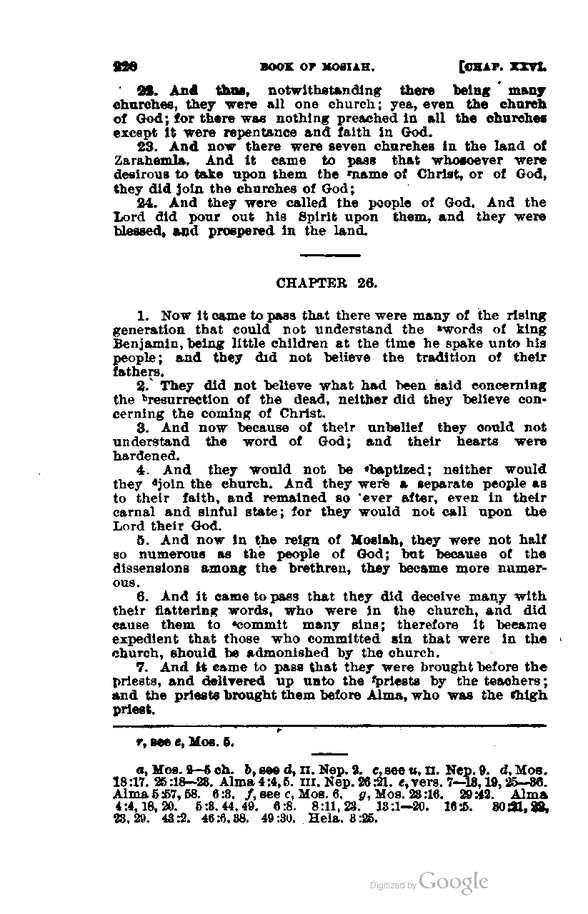 220 BOOK OF MOSIAH. [CHAP. XXVI.
22. And thus, notwithstanding there being many
churches, they were all one church; yea, even the church
of God; for there was nothing preached in all the churches
except it were repentance and faith in God.
23. And now there were seven churches in the land of
Zarahemla. And it came to pass that whosoever were
desirous to take upon them the ʳname of Christ, or of God,
they did join the churches of God;
24. And they were called the people of God. And the
Lord did pour out his Spirit upon them, and they were
blessed, and prospered in the land.
CHAPTER 26.
1. Now it came to pass that there were many of the rising
generation that could not understand the ᵃwords of king
Benjamin, being little children at the time he spake unto his
people; and they did not believe the tradition of their
fathers.
2. They did not believe what had been said concerning
the ᵇresurrection of the dead, neither did they believe con-
cerning the coming of Christ.
3. And now because of their unbelief they could not
understand the word of God; and their hearts were
hardened.
4. And they would not be ᶜbaptized; neither would
they ᵈjoin the church. And they were a separate people as
to their faith, and remained so ever after, even in their
carnal and sinful state; for they would not call upon the
Lord their God.
5. And now in the reign of Mosiah, they were not half
so numerous as the people of God; but because of the
dissensions among the brethren, they became more numer-
ous.
6. And it came to pass that they did deceive many with
their flattering words, who were in the church, and did
cause them to ᵉcommit many sins; therefore it became
expedient that those who committed sin that were in the
church, should be admonished by the church.
7. And it came to pass that they were brought before the
priests, and delivered up unto the ᶠpriests by the teachers;
and the priests brought them before Alma, who was the ᵍhigh
priest.
r, see e, Mos. 5.
a, Mos. 2—5 ch. b, see d, II. Nep. 2. c, see u, II. Nep. 9. d, Mos.
18:17. 25:18—23. Alma 4:4, 5. III. Nep. 26:21. e, vers. 7—13, 19, 25—36.
Alma 5:57, 58. 6:3. f, see c, Mos. 6. g, Mos. 23:16. 29:42. Alma
4:4, 18, 20. 5:3, 44, 49. 6:8. 8:11, 23. 13:1—20. 16:5. 30:21, 22,
23, 29. 43:2. 46:6, 38. 49:30. Hela. 3:25.
Digitized by Google